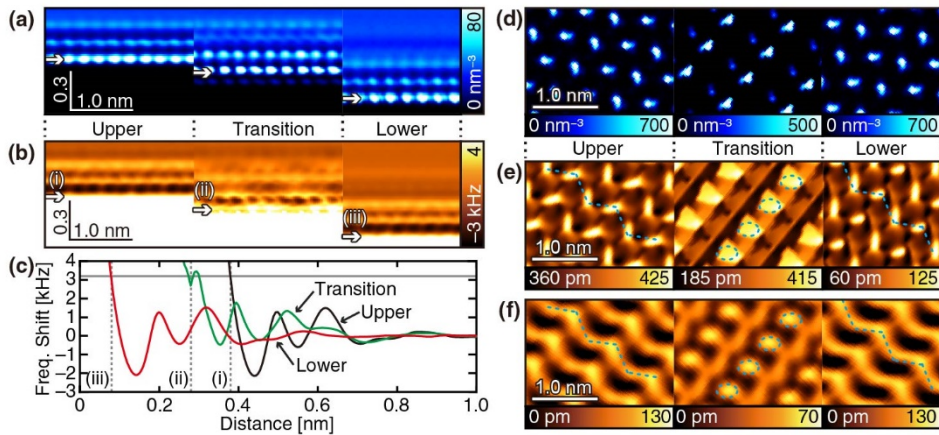 (a)
80
0 nm⁻³
0.3
1.0 nm
Upper
Transition
Lower
(b)
(i)
(ii)
(iii)
4
−3 kHz
0.3
1.0 nm
(c)
Freq. Shift [kHz]
4
3
2
1
0
−1
−2
−3
Transition
Upper
Lower
(iii)
(ii)
(i)
0
0.2
0.4
0.6
0.8
1.0
Distance [nm]
(d)
1.0 nm
0 nm⁻³ 700
0 nm⁻³ 500
0 nm⁻³ 700
Upper
Transition
Lower
(e)
1.0 nm
360 pm 425
185 pm 415
60 pm 125
(f)
1.0 nm
0 pm 130
0 pm 70
0 pm 130